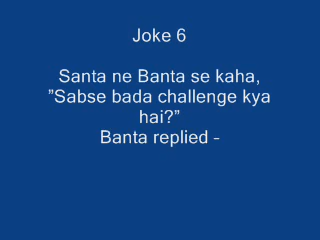 Joke 6
Santa ne Banta se kaha,
”Sabse bada challenge kya
hai?”
Banta replied -